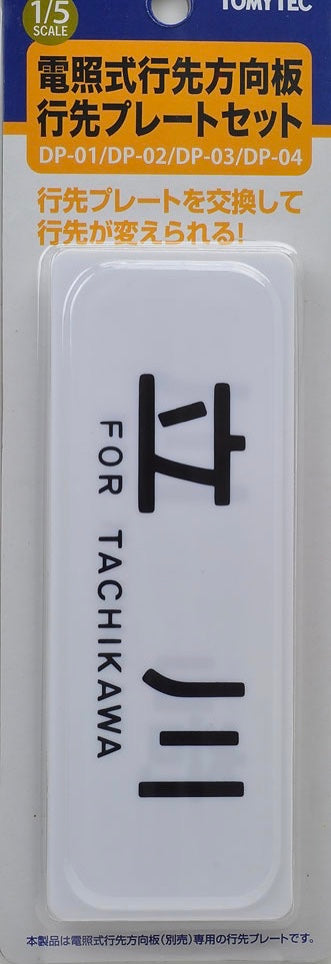 1/5
SCALE
TOMYTEC
電照式行先方向板
行先プレートセット
DP-01/DP-02/DP-03/DP-04
行先プレートを交換して
行先が変えられる!
立川
FOR TACHIKAWA
本製品は電照式行先方向板(別売)専用の行先プレートです。